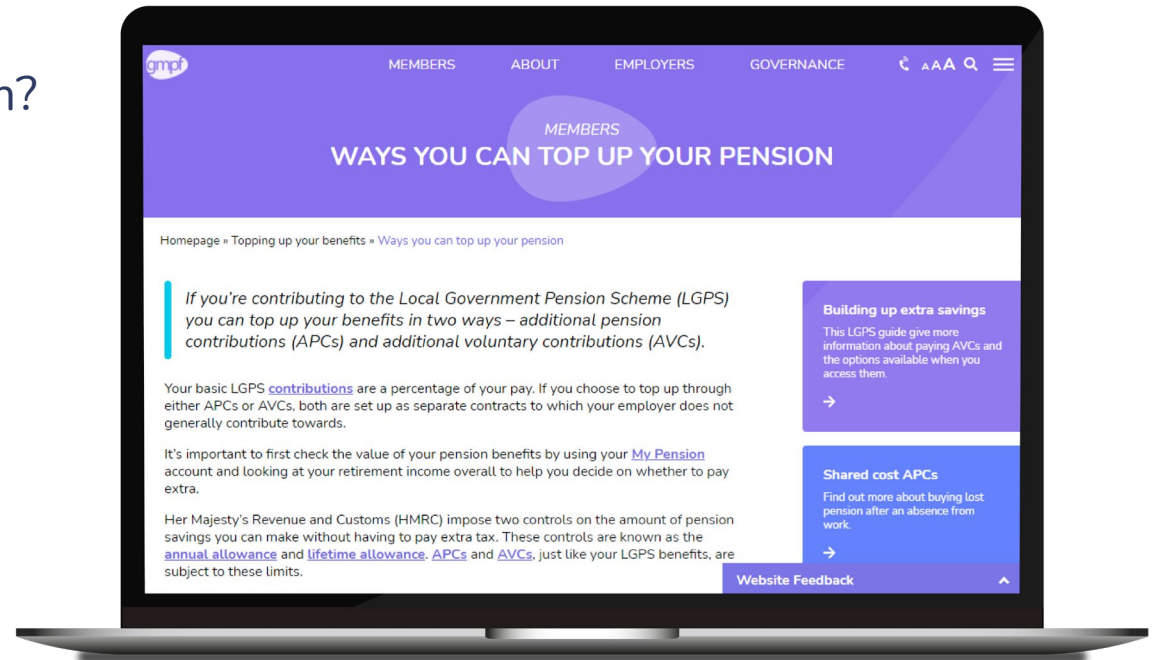 n?
gmpf
MEMBERS ABOUT EMPLOYERS GOVERNANCE AAA
MEMBERS
WAYS YOU CAN TOP UP YOUR PENSION
Homepage » Topping up your benefits » Ways you can top up your pension
If you're contributing to the Local Government Pension Scheme (LGPS)
you can top up your benefits in two ways – additional pension
contributions (APCs) and additional voluntary contributions (AVCs).
Your basic LGPS contributions are a percentage of your pay. If you choose to top up through
either APCs or AVCs, both are set up as separate contracts to which your employer does not
generally contribute towards.
It's important to first check the value of your pension benefits by using your My Pension
account and looking at your retirement income overall to help you decide on whether to pay
extra.
Her Majesty's Revenue and Customs (HMRC) impose two controls on the amount of pension
savings you can make without having to pay extra tax. These controls are known as the
annual allowance and lifetime allowance. APCs and AVCs, just like your LGPS benefits, are
subject to these limits.
Building up extra savings
This LGPS guide give more
information about paying AVCs and
the options available when you
access them.
Shared cost APCs
Find out more about buying lost
pension after an absence from
work.
Website Feedback